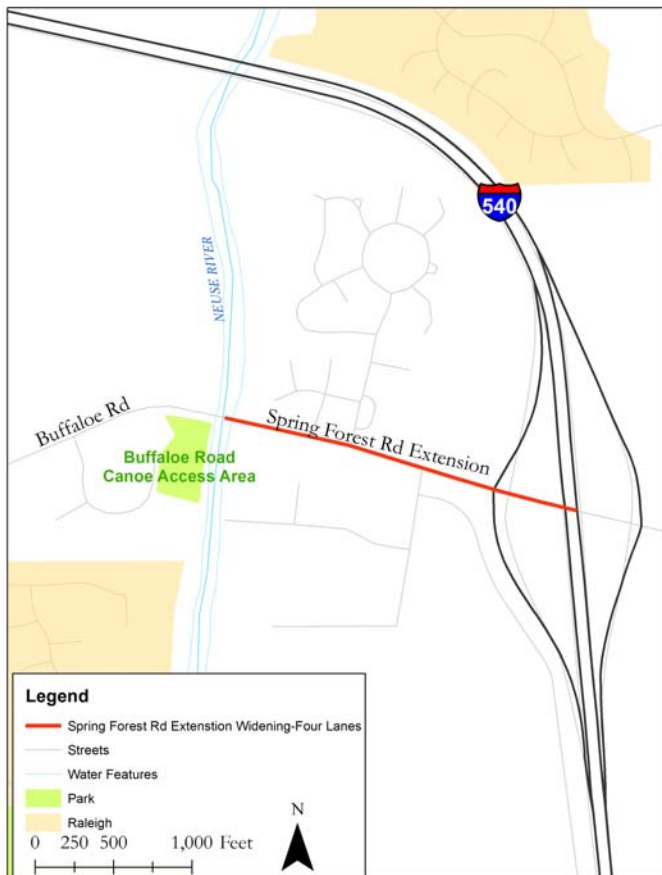 540
NEUSE RIVER
Buffaloe Rd
Spring Forest Rd Extension
Buffaloe Road
Canoe Access Area
Legend
Spring Forest Rd Extenstion Widening-Four Lanes
Streets
Water Features
Park
Raleigh
0 250 500 1,000 Feet
N